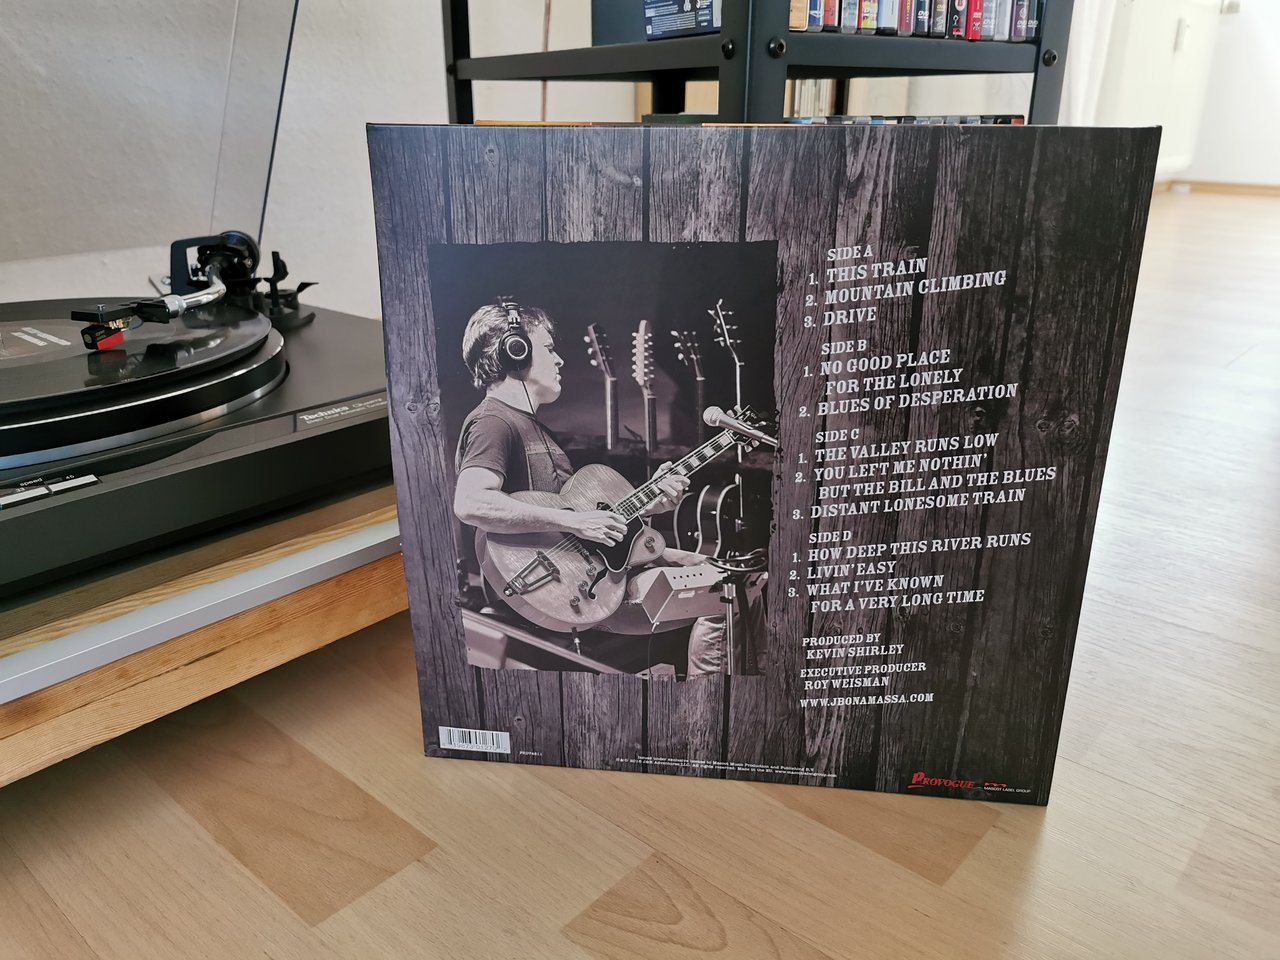 SIDE A
1. THIS TRAIN
2. MOUNTAIN CLIMBING
3. DRIVE
SIDE B
1. NO GOOD PLACE
FOR THE LONELY
2. BLUES OF DESPERATION
SIDE C
1. THE VALLEY RUNS LOW
2. YOU LEFT ME NOTHIN'
BUT THE BILL AND THE BLUES
3. DISTANT LONESOME TRAIN
SIDE D
1. HOW DEEP THIS RIVER RUNS
2. LIVIN' EASY
3. WHAT I'VE KNOWN
FOR A VERY LONG TIME
PRODUCED BY
KEVIN SHIRLEY
EXECUTIVE PRODUCER
ROY WEISMAN
WWW.JBONAMASSA.COM
PROVOGUE
MASCOT LABEL GROUP
Technics
speed
33 45